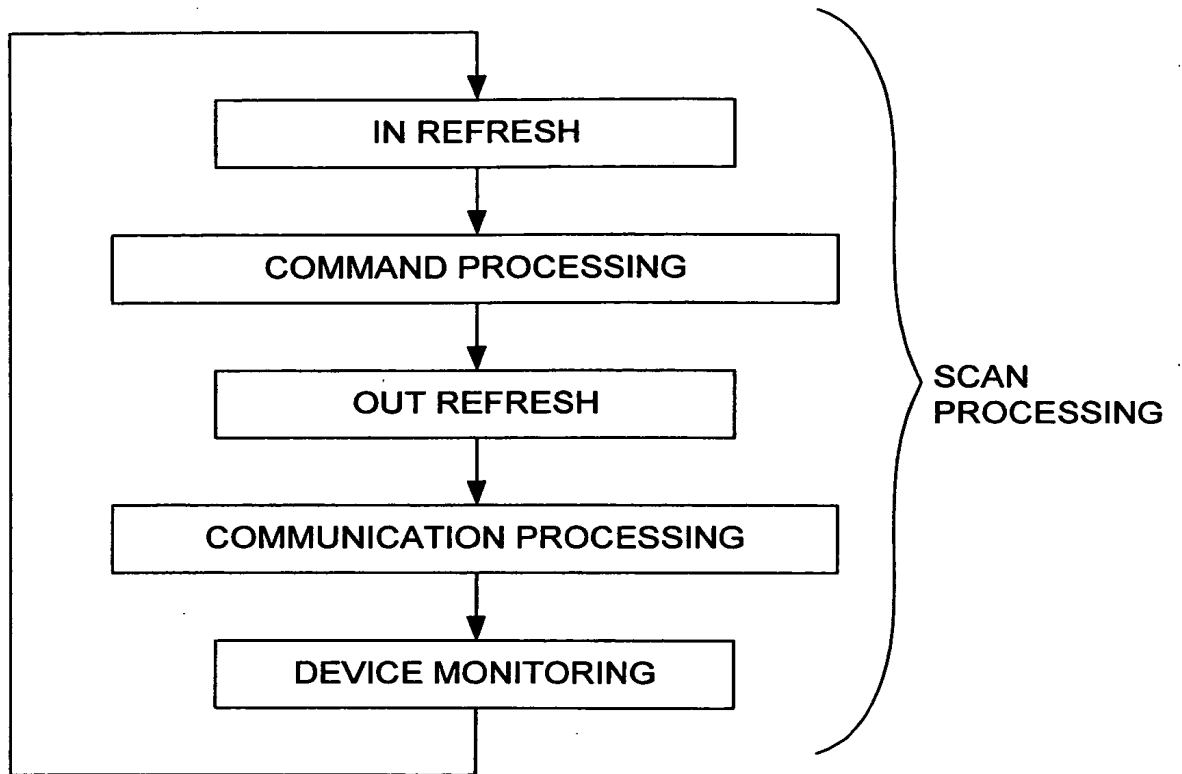 IN REFRESH
COMMAND PROCESSING
OUT REFRESH
COMMUNICATION PROCESSING
DEVICE MONITORING
SCAN
PROCESSING